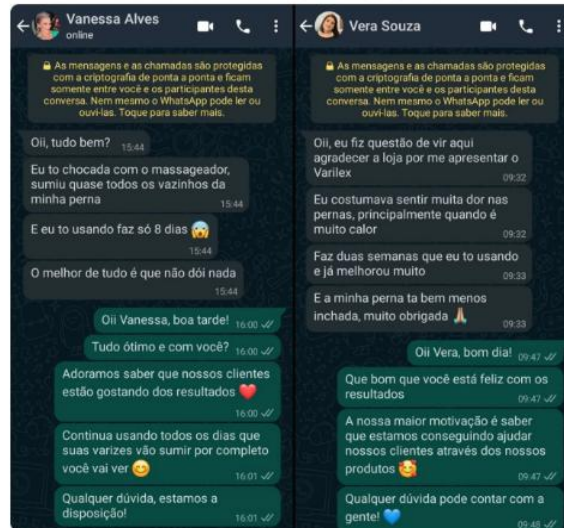 Vanessa Alves
online
As mensagens e as chamadas são protegidas
com a criptografia de ponta a ponta e ficam
somente entre você e os participantes desta
conversa. Nem mesmo o WhatsApp pode ler ou
ouvi-las. Toque para saber mais.
Oii, tudo bem? 15:44
Eu to chocada com o massageador,
sumiu quase todos os vazinhos da
minha perna
15:44
E eu to usando faz só 8 dias 😱
15:44
O melhor de tudo é que não dói nada
15:44
Oii Vanessa, boa tarde! 16:00
Tudo ótimo e com você? 16:00
Adoramos saber que nossos clientes
estão gostando dos resultados ❤️
16:00
Continua usando todos os dias que
suas varizes vão sumir por completo
você vai ver 😊
16:01
Qualquer dúvida, estamos a
disposição!
16:01
Vera Souza
As mensagens e as chamadas são protegidas
com a criptografia de ponta a ponta e ficam
somente entre você e os participantes desta
conversa. Nem mesmo o WhatsApp pode ler ou
ouvi-las. Toque para saber mais.
Oii, eu fiz questão de vir aqui
agradecer a loja por me apresentar o
Varilex
09:32
Eu costumava sentir muita dor nas
pernas, principalmente quando é
muito calor
09:32
Faz duas semanas que eu to usando
e já melhorou muito
09:33
E a minha perna ta bem menos
inchada, muito obrigada 🙏
09:33
Oii Vera, bom dia! 09:47
Que bom que você está feliz com os
resultados
09:47
A nossa maior motivação é saber
que estamos conseguindo ajudar
nossos clientes através dos nossos
produtos 🥰
09:47
Qualquer dúvida pode contar com a
gente! 💙
09:48